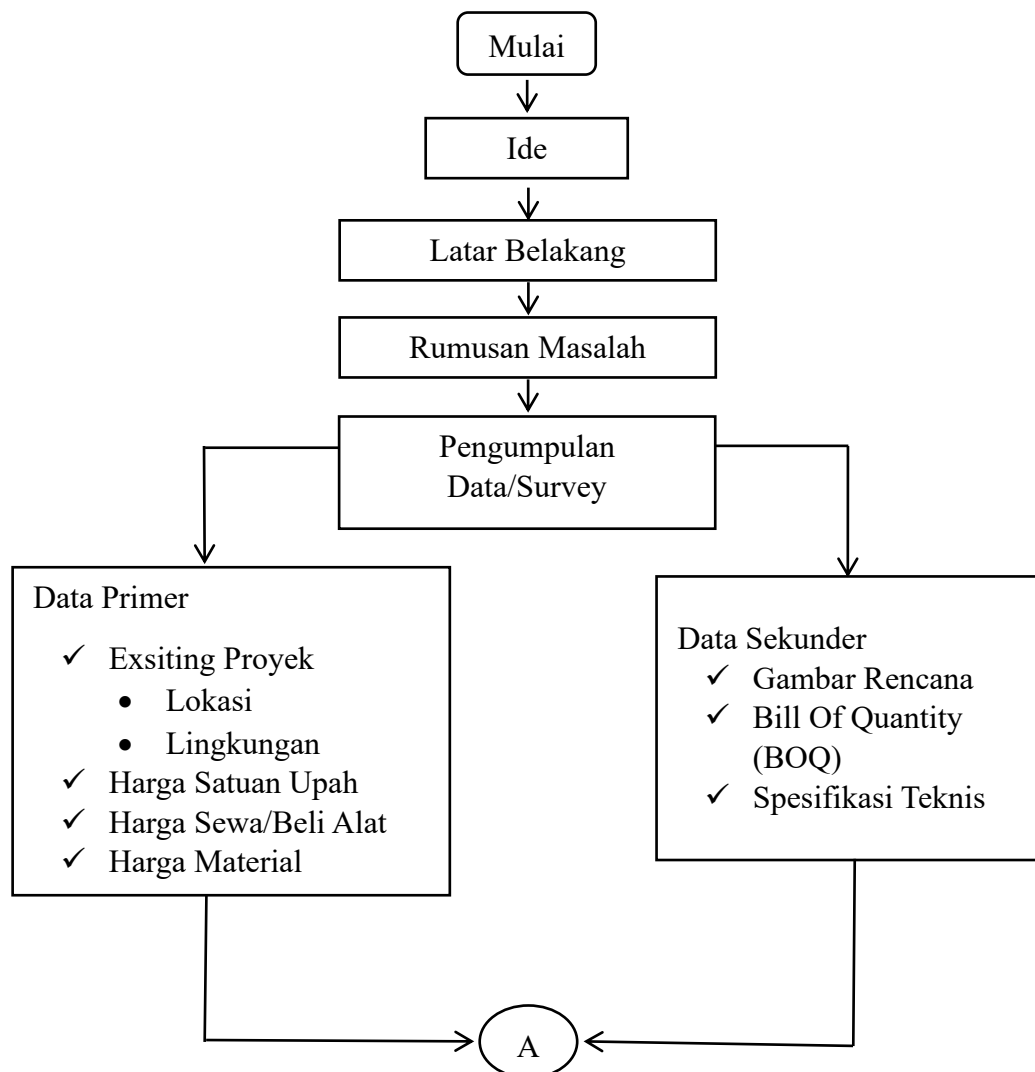 Mulai
Ide
Latar Belakang
Rumusan Masalah
Pengumpulan
Data/Survey
Data Primer
✓ Exsiting Proyek
• Lokasi
• Lingkungan
✓ Harga Satuan Upah
✓ Harga Sewa/Beli Alat
✓ Harga Material
Data Sekunder
✓ Gambar Rencana
✓ Bill Of Quantity
(BOQ)
✓ Spesifikasi Teknis
A